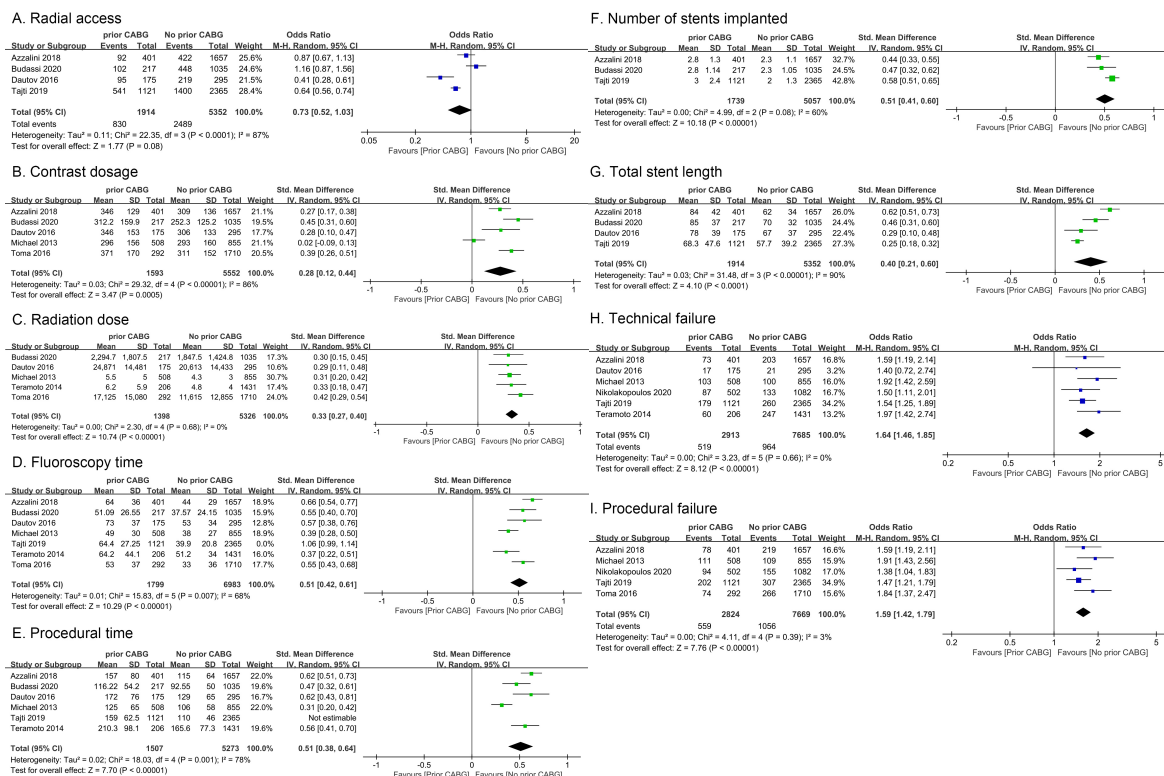 A. Radial access
prior CABG No prior CABG Odds Ratio Odds Ratio
Study or Subgroup Events Total Events Total Weight M-H. Random. 95% CI M-H. Random. 95% CI
Azzalini 2018 92 401 422 1657 25.6% 0.87 [0.67, 1.13]
Budassi 2020 102 217 448 1035 24.6% 1.16 [0.87, 1.56]
Dautov 2016 95 175 219 295 21.5% 0.41 [0.28, 0.61]
Tajti 2019 541 1121 1400 2365 28.4% 0.64 [0.56, 0.74]
Total (95% CI) 1914 5352 100.0% 0.73 [0.52, 1.03]
Total events 830 2489
Heterogeneity: Tau² = 0.11; Chi² = 22.35, df = 3 (P < 0.0001); I² = 87%
Test for overall effect: Z = 1.77 (P = 0.08)
0.05 0.2 1 5 20
Favours [Prior CABG] Favours [No prior CABG]
B. Contrast dosage
prior CABG No prior CABG Std. Mean Difference Std. Mean Difference
Study or Subgroup Mean SD Total Mean SD Total Weight IV. Random. 95% CI IV. Random. 95% CI
Azzalini 2018 346 129 401 309 136 1657 21.1% 0.27 [0.17, 0.38]
Budassi 2020 312.2 159.9 217 252.3 125.2 1035 19.5% 0.45 [0.31, 0.60]
Dautov 2016 346 153 175 306 133 295 17.5% 0.28 [0.10, 0.47]
Michael 2013 296 156 508 293 160 855 21.4% 0.02 [-0.09, 0.13]
Toma 2016 371 170 292 311 152 1710 20.5% 0.39 [0.26, 0.51]
Total (95% CI) 1593 5552 100.0% 0.28 [0.12, 0.44]
Heterogeneity: Tau² = 0.03; Chi² = 29.32, df = 4 (P < 0.00001); I² = 86%
Test for overall effect: Z = 3.47 (P = 0.0005)
-1 -0.5 0 0.5 1
Favours [Prior CABG] Favours [No prior CABG]
C. Radiation dose
prior CABG No prior CABG Std. Mean Difference Std. Mean Difference
Study or Subgroup Mean SD Total Mean SD Total Weight IV. Random. 95% CI IV. Random. 95% CI
Budassi 2020 2,294.7 1,807.5 217 1,847.5 1,424.8 1035 17.3% 0.30 [0.15, 0.45]
Dautov 2016 24,871 14,481 175 20,613 14,433 295 10.6% 0.29 [0.11, 0.48]
Michael 2013 5.5 5 508 4.3 3 855 30.7% 0.31 [0.20, 0.42]
Teramoto 2014 6.2 5.9 206 4.8 4 1431 17.4% 0.33 [0.18, 0.47]
Toma 2016 17,125 15,080 292 11,615 12,855 1710 24.0% 0.42 [0.29, 0.54]
Total (95% CI) 1398 5326 100.0% 0.33 [0.27, 0.40]
Heterogeneity: Tau² = 0.00; Chi² = 2.30, df = 4 (P = 0.68); I² = 0%
Test for overall effect: Z = 10.74 (P < 0.00001)
-1 -0.5 0 0.5 1
Favours [Prior CABG] Favours [No prior CABG]
D. Fluoroscopy time
prior CABG No prior CABG Std. Mean Difference Std. Mean Difference
Study or Subgroup Mean SD Total Mean SD Total Weight IV. Random. 95% CI IV. Random. 95% CI
Azzalini 2018 64 36 401 44 29 1657 18.9% 0.66 [0.54, 0.77]
Budassi 2020 51.09 26.55 217 37.57 24.15 1035 15.9% 0.55 [0.40, 0.70]
Dautov 2016 73 37 175 53 34 295 12.9% 0.57 [0.38, 0.76]
Michael 2013 49 30 508 38 27 855 19.1% 0.39 [0.28, 0.50]
Tajti 2019 64.4 27.25 1121 39.9 20.8 2365 0.0% 1.06 [0.99, 1.14]
Teramoto 2014 64.2 44.1 206 51.2 34 1431 15.9% 0.37 [0.22, 0.51]
Toma 2016 53 37 292 33 36 1710 17.4% 0.55 [0.43, 0.68]
Total (95% CI) 1799 6983 100.0% 0.51 [0.42, 0.61]
Heterogeneity: Tau² = 0.01; Chi² = 15.83, df = 5 (P = 0.007); I² = 68%
Test for overall effect: Z = 10.29 (P < 0.00001)
-1 -0.5 0 0.5 1
Favours [Prior CABG] Favours [No prior CABG]
E. Procedural time
prior CABG No prior CABG Std. Mean Difference Std. Mean Difference
Study or Subgroup Mean SD Total Mean SD Total Weight IV. Random. 95% CI IV. Random. 95% CI
Azzalini 2018 157 80 401 115 64 1657 22.0% 0.62 [0.51, 0.73]
Budassi 2020 116.22 54.2 217 92.55 50 1035 19.6% 0.47 [0.32, 0.61]
Dautov 2016 172 76 175 129 65 295 16.5% 0.62 [0.43, 0.81]
Michael 2013 125 65 508 106 58 855 22.3% 0.31 [0.20, 0.42]
Tajti 2019 159 62.5 1121 110 46 2365 Not estimable
Teramoto 2014 210.3 98.1 206 165.6 77.3 1431 19.6% 0.56 [0.41, 0.70]
Total (95% CI) 1507 5273 100.0% 0.51 [0.38, 0.64]
Heterogeneity: Tau² = 0.02; Chi² = 18.03, df = 4 (P = 0.001); I² = 78%
Test for overall effect: Z = 7.70 (P < 0.00001)
-1 -0.5 0 0.5 1
Favours [Prior CABG] Favours [No prior CABG]
F. Number of stents implanted
prior CABG No prior CABG Std. Mean Difference Std. Mean Difference
Study or Subgroup Mean SD Total Mean SD Total Weight IV. Random. 95% CI IV. Random. 95% CI
Azzalini 2018 2.8 1.3 401 2.3 1.1 1657 32.7% 0.44 [0.33, 0.55]
Budassi 2020 2.8 1.14 217 2.3 1.05 1035 24.5% 0.47 [0.32, 0.62]
Tajti 2019 3 2.4 1121 2 1.3 2365 42.8% 0.58 [0.51, 0.65]
Total (95% CI) 1739 5057 100.0% 0.51 [0.41, 0.60]
Heterogeneity: Tau² = 0.00; Chi² = 4.99, df = 2 (P = 0.08); I² = 60%
Test for overall effect: Z = 10.18 (P < 0.00001)
-1 -0.5 0 0.5 1
Favours [Prior CABG] Favours [No prior CABG]
G. Total stent length
prior CABG No prior CABG Std. Mean Difference Std. Mean Difference
Study or Subgroup Mean SD Total Mean SD Total Weight IV. Random. 95% CI IV. Random. 95% CI
Azzalini 2018 84 42 401 62 34 1657 26.0% 0.62 [0.51, 0.73]
Budassi 2020 85 37 217 70 32 1035 24.4% 0.46 [0.31, 0.60]
Dautov 2016 78 39 175 67 37 295 22.2% 0.29 [0.10, 0.48]
Tajti 2019 68.3 47.6 1121 57.7 39.2 2365 27.3% 0.25 [0.18, 0.32]
Total (95% CI) 1914 5352 100.0% 0.40 [0.21, 0.60]
Heterogeneity: Tau² = 0.03; Chi² = 31.48, df = 3 (P < 0.00001); I² = 90%
Test for overall effect: Z = 4.10 (P < 0.0001)
-1 -0.5 0 0.5 1
Favours [Prior CABG] Favours [No prior CABG]
H. Technical failure
prior CABG No prior CABG Odds Ratio Odds Ratio
Study or Subgroup Events Total Events Total Weight M-H. Random. 95% CI M-H. Random. 95% CI
Azzalini 2018 73 401 203 1657 16.8% 1.59 [1.19, 2.14]
Dautov 2016 17 175 21 295 3.2% 1.40 [0.72, 2.74]
Michael 2013 103 508 100 855 14.9% 1.92 [1.42, 2.59]
Nikolakopoulos 2020 87 502 133 1082 16.2% 1.50 [1.11, 2.01]
Tajti 2019 179 1121 260 2365 34.2% 1.54 [1.25, 1.89]
Teramoto 2014 60 206 247 1431 14.6% 1.97 [1.42, 2.74]
Total (95% CI) 2913 7685 100.0% 1.64 [1.46, 1.85]
Total events 519 964
Heterogeneity: Tau² = 0.00; Chi² = 3.23, df = 5 (P = 0.66); I² = 0%
Test for overall effect: Z = 8.12 (P < 0.00001)
0.2 0.5 1 2 5
Favours [Prior CABG] Favours [No prior CABG]
I. Procedural failure
prior CABG No prior CABG Odds Ratio Odds Ratio
Study or Subgroup Events Total Events Total Weight M-H. Random. 95% CI M-H. Random. 95% CI
Azzalini 2018 78 401 219 1657 16.6% 1.59 [1.19, 2.11]
Michael 2013 111 508 109 855 14.9% 1.91 [1.43, 2.56]
Nikolakopoulos 2020 94 502 155 1082 17.0% 1.38 [1.04, 1.83]
Tajti 2019 202 1121 307 2365 34.5% 1.47 [1.21, 1.79]
Toma 2016 74 292 266 1710 16.0% 1.84 [1.37, 2.47]
Total (95% CI) 2824 7669 100.0% 1.59 [1.42, 1.79]
Total events 559 1056
Heterogeneity: Tau² = 0.00; Chi² = 4.11, df = 4 (P = 0.39); I² = 3%
Test for overall effect: Z = 7.76 (P < 0.00001)
0.2 0.5 1 2 5
Favours [Prior CABG] Favours [No prior CABG]